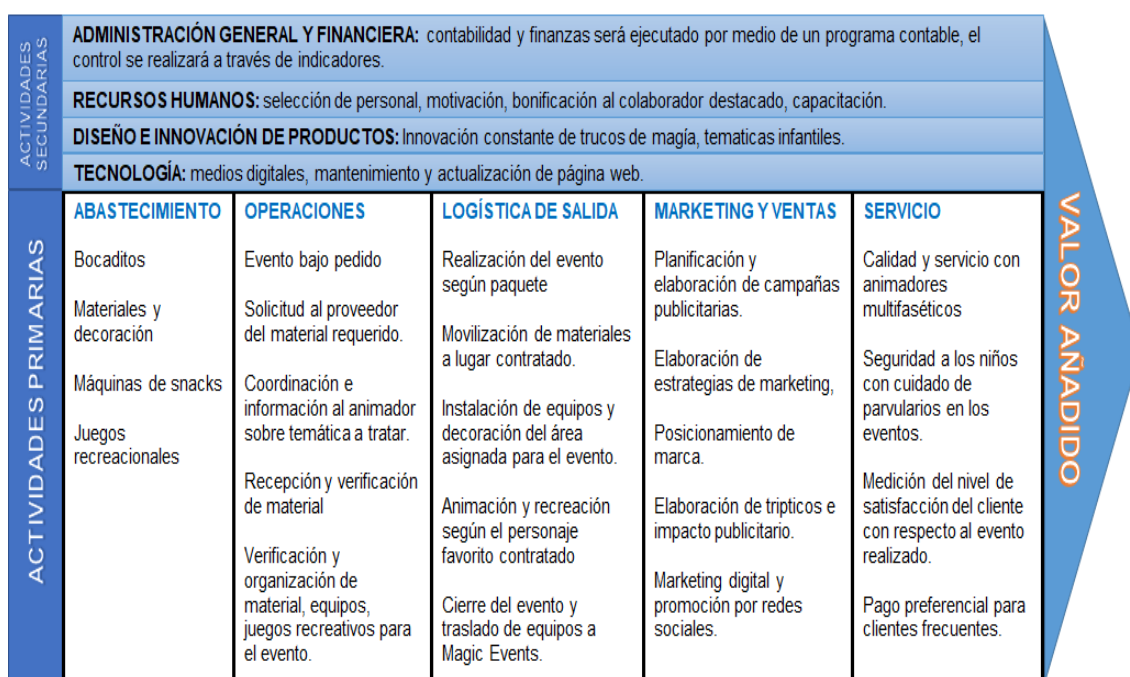 ACTIVIDADES
SECUNDARIAS
ADMINISTRACIÓN GENERAL Y FINANCIERA: contabilidad y finanzas será ejecutado por medio de un programa contable, el
control se realizará a través de indicadores.
RECURSOS HUMANOS: selección de personal, motivación, bonificación al colaborador destacado, capacitación.
DISEÑO E INNOVACIÓN DE PRODUCTOS: Innovación constante de trucos de magía, tematicas infantiles.
TECNOLOGÍA: medios digitales, mantenimiento y actualización de página web.
ACTIVIDADES PRIMARIAS
ABASTECIMIENTO
Bocaditos
Materiales y
decoración
Máquinas de snacks
Juegos
recreacionales
OPERACIONES
Evento bajo pedido
Solicitud al proveedor
del material requerido.
Coordinación e
información al animador
sobre temática a tratar.
Recepción y verificación
de material
Verificación y
organización de
material, equipos,
juegos recreativos para
el evento.
LOGÍSTICA DE SALIDA
Realización del evento
según paquete
Movilización de materiales
a lugar contratado.
Instalación de equipos y
decoración del área
asignada para el evento.
Animación y recreación
según el personaje
favorito contratado
Cierre del evento y
traslado de equipos a
Magic Events.
MARKETING Y VENTAS
Planificación y
elaboración de campañas
publicitarias.
Elaboración de
estrategias de marketing,
Posicionamiento de
marca.
Elaboración de tripticos e
impacto publicitario.
Marketing digital y
promoción por redes
sociales.
SERVICIO
Calidad y servicio con
animadores
multifaséticos
Seguridad a los niños
con cuidado de
parvularios en los
eventos.
Medición del nivel de
satisfacción del cliente
con respecto al evento
realizado.
Pago preferencial para
clientes frecuentes.
VALOR AÑADIDO